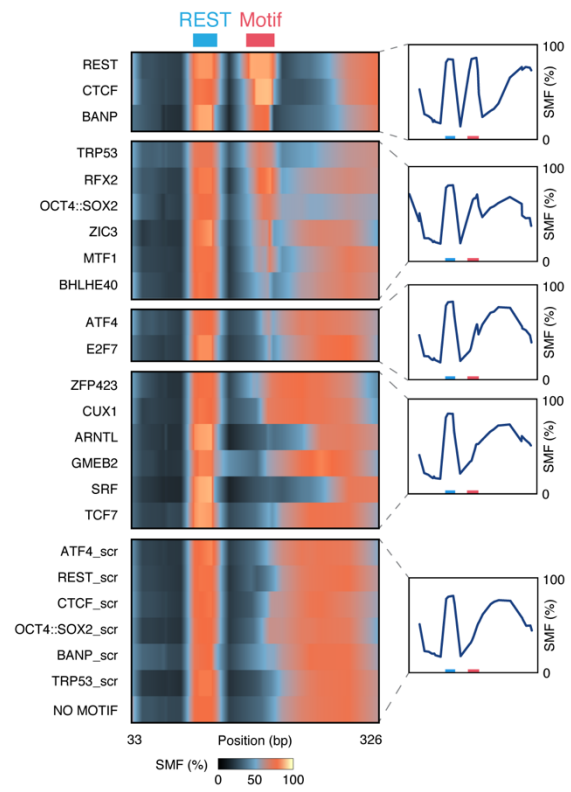 REST Motif
REST
CTCF
BANP
TRP53
RFX2
OCT4::SOX2
ZIC3
MTF1
BHLHE40
ATF4
E2F7
ZFP423
CUX1
ARNTL
GMEB2
SRF
TCF7
ATF4_scr
REST_scr
CTCF_scr
OCT4::SOX2_scr
BANP_scr
TRP53_scr
NO MOTIF
33 Position (bp) 326
SMF (%)
0 50 100
100
SMF (%)
0
100
SMF (%)
0
100
SMF (%)
0
100
SMF (%)
0
100
SMF (%)
0